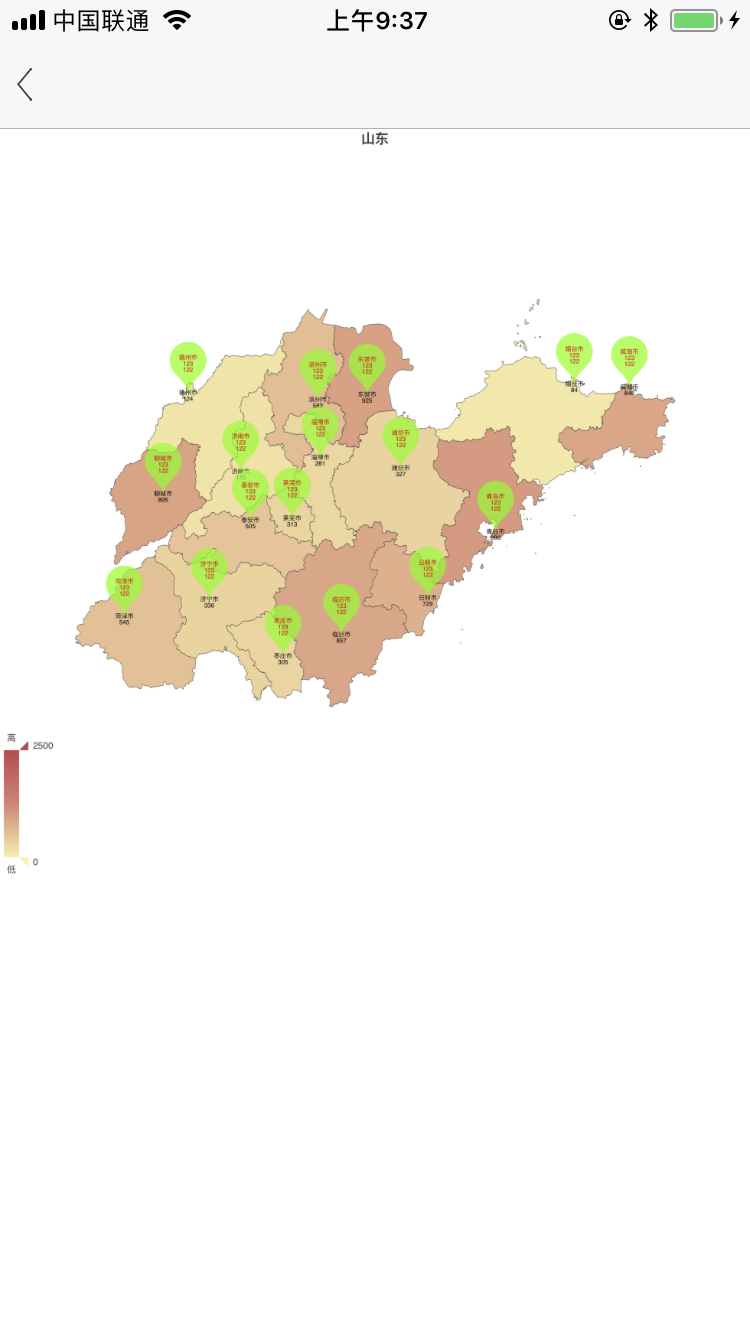 中国联通
上午9:37
山东
烟台市
123
122
烟台市
84
威海市
123
122
威海市
846
德州市
123
122
德州市
124
滨州市
123
122
滨州市
582
东营市
123
122
东营市
925
淄博市
123
122
淄博市
281
潍坊市
123
122
潍坊市
327
济南市
123
122
聊城市
123
122
聊城市
895
泰安市
123
122
泰安市
505
莱芜市
123
122
莱芜市
313
青岛市
123
122
青岛市
日照市
123
122
日照市
729
济宁市
123
122
济宁市
336
菏泽市
123
122
菏泽市
545
临沂市
123
122
临沂市
857
枣庄市
123
122
枣庄市
305
高
2500
0
低